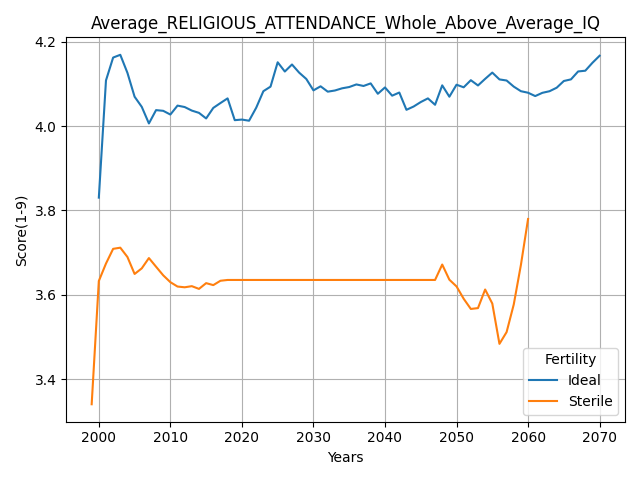 Average_RELIGIOUS_ATTENDANCE_Whole_Above_Average_IQ
4.2
4.0
3.8
3.6
3.4
Score(1-9)
2000 2010 2020 2030 2040 2050 2060 2070
Years
Fertility
Ideal
Sterile